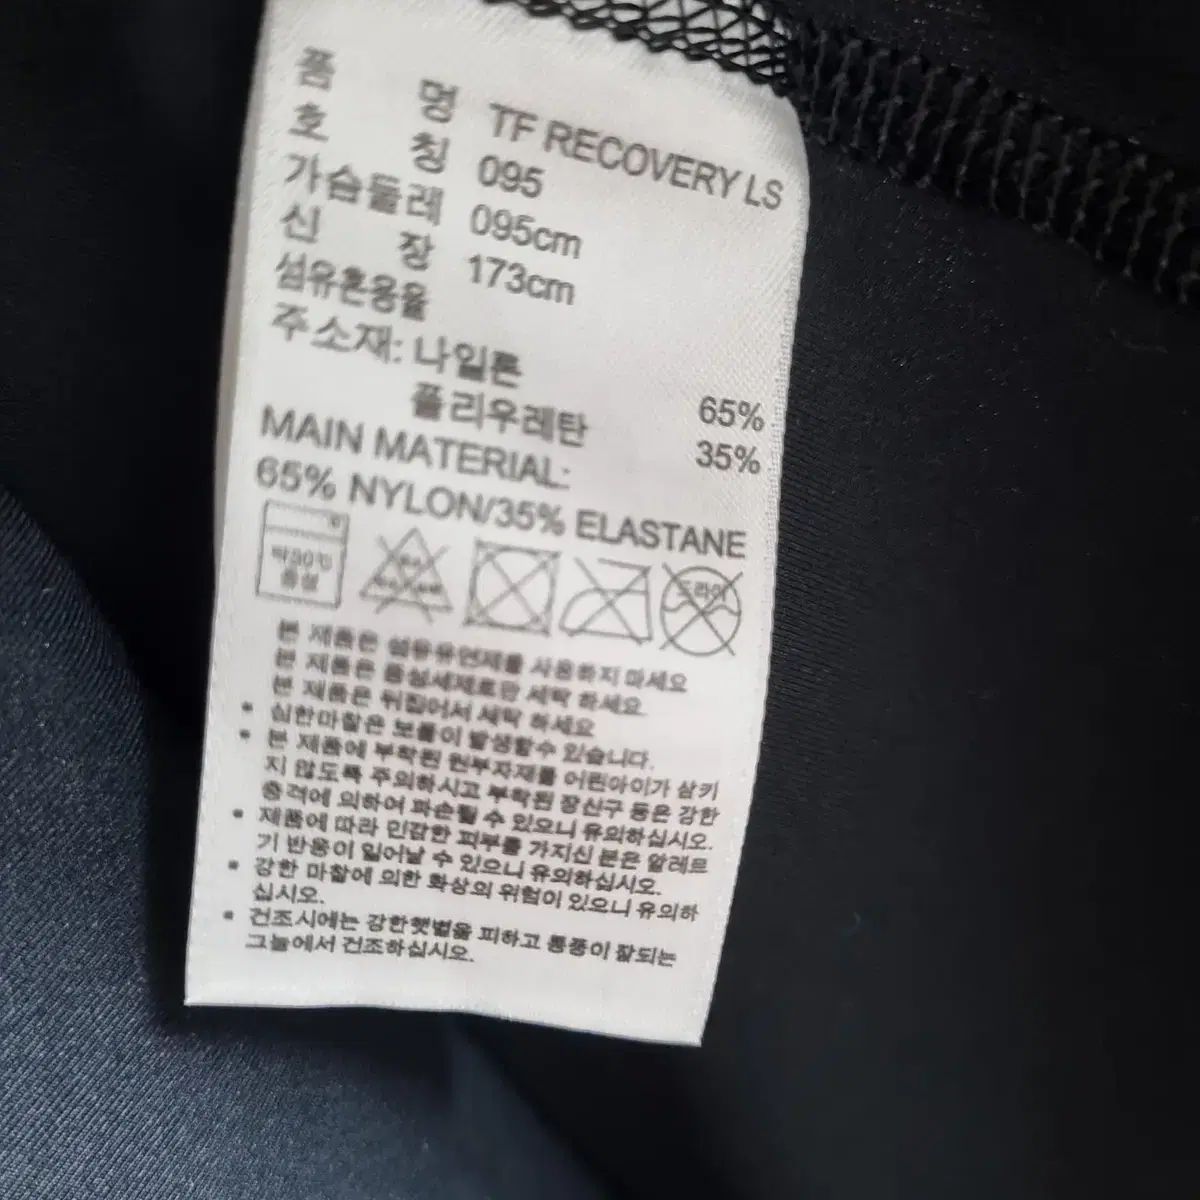 품 명 TF RECOVERY LS
호 칭 095
가슴둘레 095cm
신 장 173cm
섬유혼용율
주소재: 나일론 65%
폴리우레탄 35%
MAIN MATERIAL:
65% NYLON/35% ELASTANE
약30℃
중성
드라이
본 제품은 섬유유연제를 사용하지 마세요
본 제품은 중성세제로만 세탁 하세요
본 제품은 뒤집어서 세탁 하세요
* 심한마찰은 보풀이 발생할수 있습니다.
* 본 제품에 부착된 원부자재를 어린아이가 삼키
지 않도록 주의하시고 부착된 장신구 등은 강한
충격에 의하여 파손될 수 있으니 유의하십시오.
* 제품에 따라 민감한 피부를 가지신 분은 알레르
기 반응이 일어날 수 있으니 유의하십시오.
* 강한 마찰에 의한 화상의 위험이 있으니 유의하
십시오.
* 건조시에는 강한햇볕을 피하고 통풍이 잘되는
그늘에서 건조하십시오.